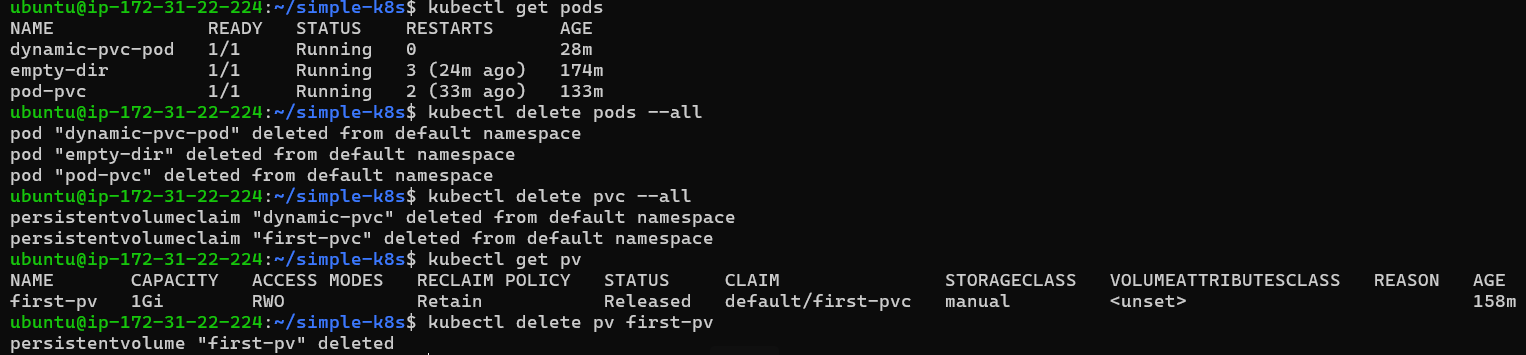 ubuntu@ip-172-31-22-224:~/simple-k8s$ kubectl get pods
NAME              READY   STATUS    RESTARTS      AGE
dynamic-pvc-pod   1/1     Running   0             28m
empty-dir         1/1     Running   3 (24m ago)   174m
pod-pvc           1/1     Running   2 (33m ago)   133m
ubuntu@ip-172-31-22-224:~/simple-k8s$ kubectl delete pods --all
pod "dynamic-pvc-pod" deleted from default namespace
pod "empty-dir" deleted from default namespace
pod "pod-pvc" deleted from default namespace
ubuntu@ip-172-31-22-224:~/simple-k8s$ kubectl delete pvc --all
persistentvolumeclaim "dynamic-pvc" deleted from default namespace
persistentvolumeclaim "first-pvc" deleted from default namespace
ubuntu@ip-172-31-22-224:~/simple-k8s$ kubectl get pv
NAME       CAPACITY   ACCESS MODES   RECLAIM POLICY   STATUS     CLAIM               STORAGECLASS   VOLUMEATTRIBUTESCLASS   REASON   AGE
first-pv   1Gi        RWO            Retain           Released   default/first-pvc   manual         <unset>                          158m
ubuntu@ip-172-31-22-224:~/simple-k8s$ kubectl delete pv first-pv
persistentvolume "first-pv" deleted